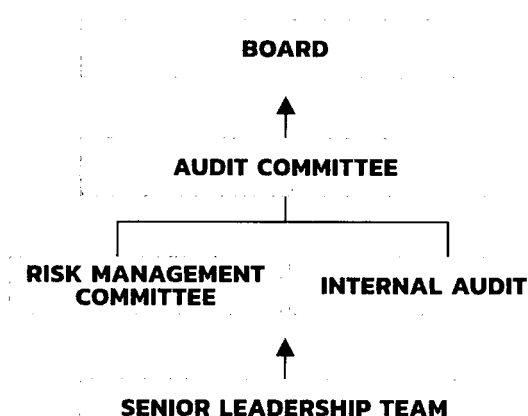 BOARD
AUDIT COMMITTEE
RISK MANAGEMENT
COMMITTEE
INTERNAL AUDIT
SENIOR LEADERSHIP TEAM